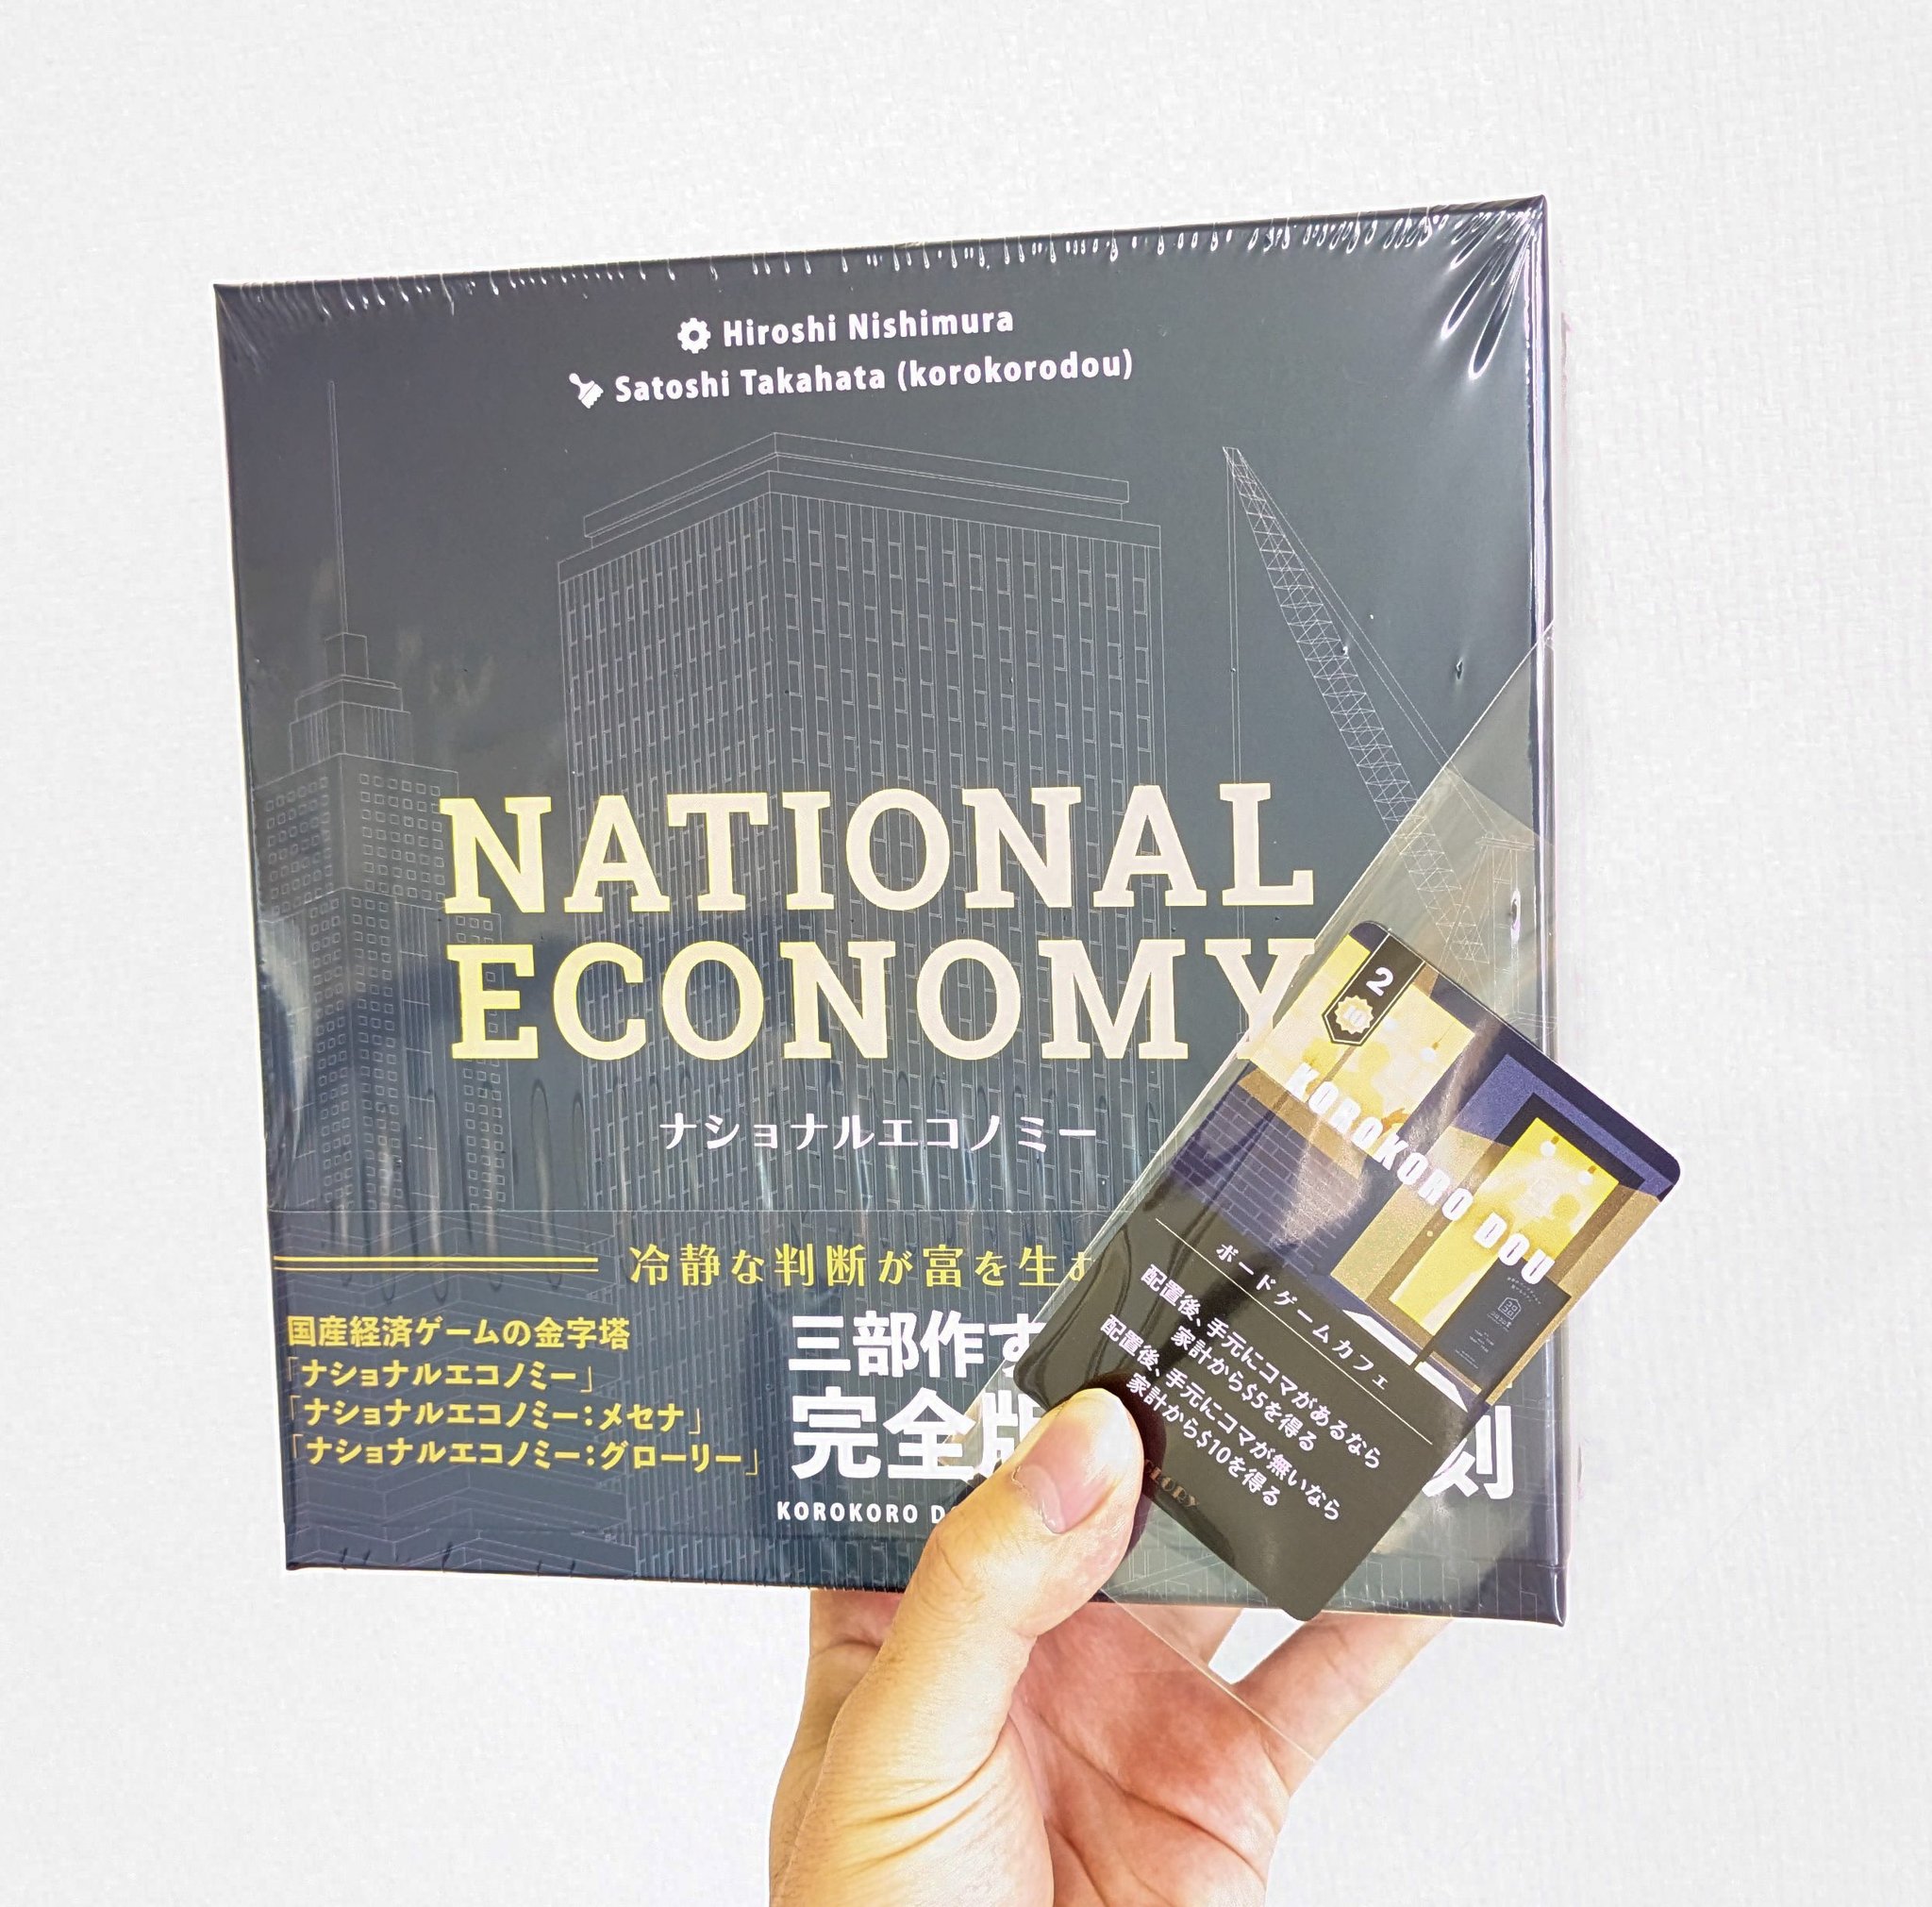 Hiroshi Nishimura
Satoshi Takahata (korokorodou)
NATIONAL
ECONOMY
ナショナルエコノミー
冷静な判断が富を生む
国産経済ゲームの金字塔
「ナショナルエコノミー」
「ナショナルエコノミー：メセナ」
「ナショナルエコノミー：グローリー」
三部作す
完全版
刻
KOROKORO D
2
10
KOROKORO DOU
ボードゲームカフェ
配置後、手元にコマがあるなら
家計から$5を得る
配置後、手元にコマが無いなら
家計から$10を得る
GLORY